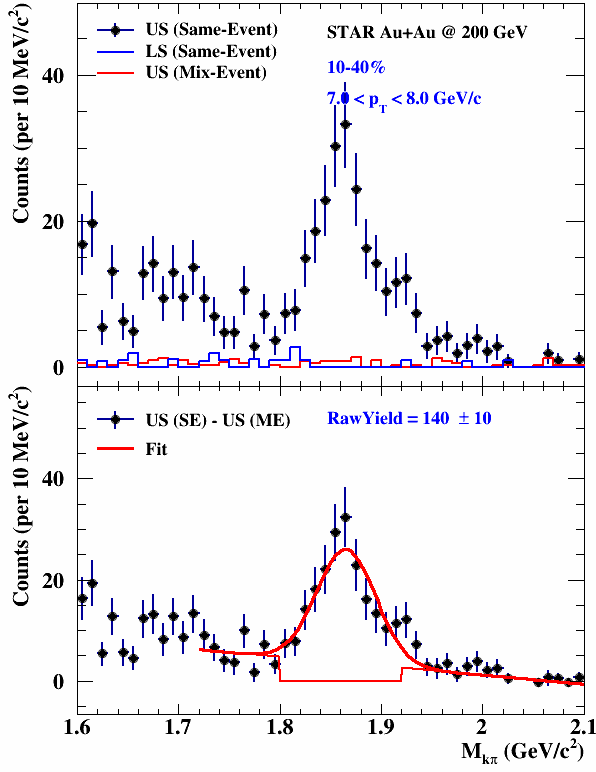 US (Same-Event)
LS (Same-Event)
US (Mix-Event)
STAR Au+Au @ 200 GeV
10-40%
7.0 < pT < 8.0 GeV/c
Counts (per 10 MeV/c²)
40
20
0
US (SE) - US (ME)
Fit
RawYield = 140 ± 10
Counts (per 10 MeV/c²)
40
20
0
1.6 1.7 1.8 1.9 2 2.1
Mkπ (GeV/c²)